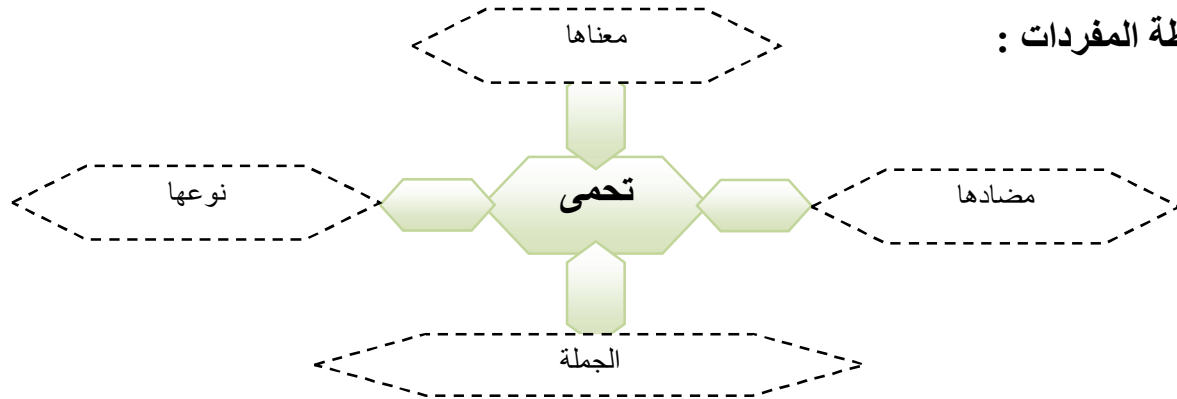 المفردات :
معناها
مضادها
تحمى
نوعها
الجملة